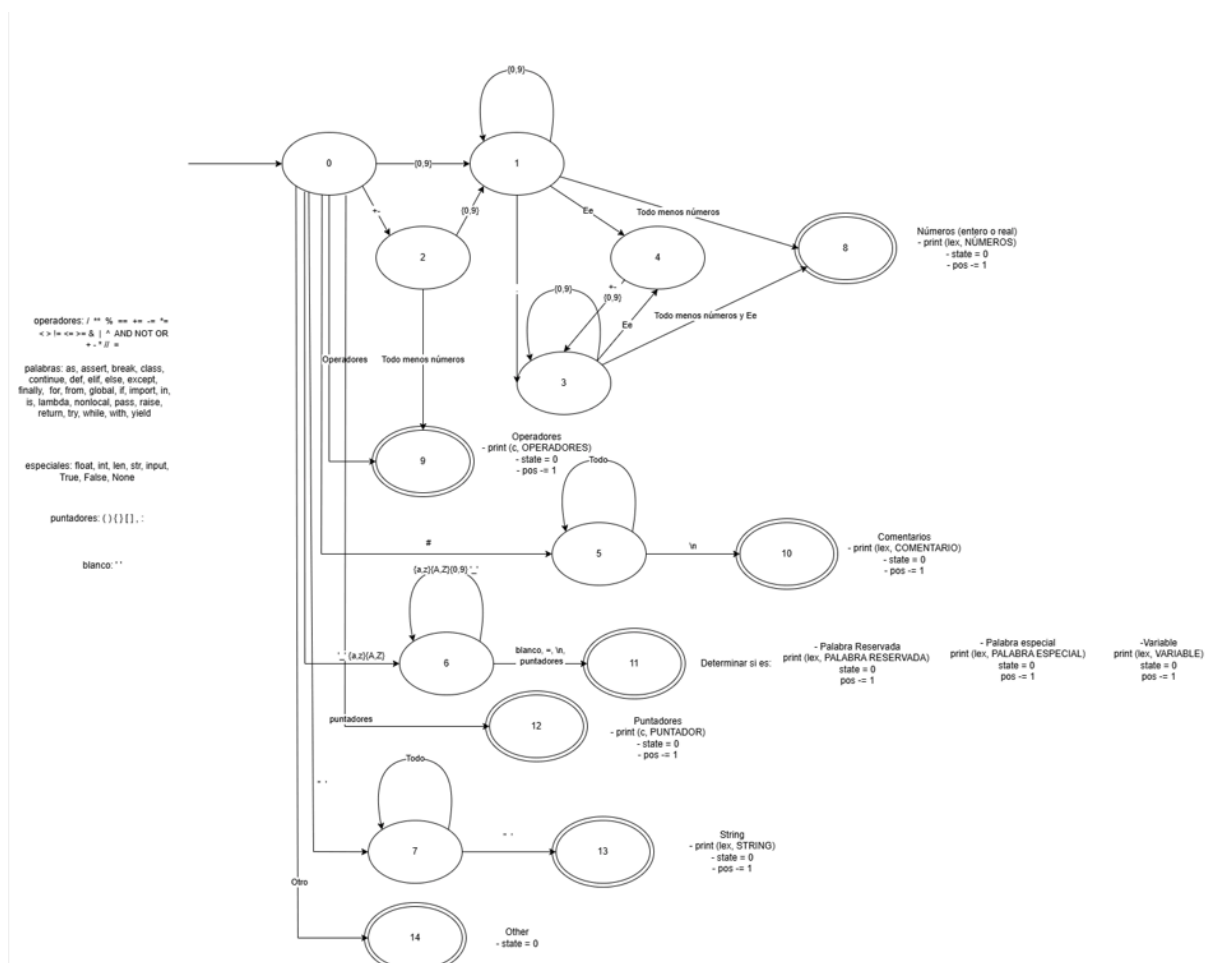 {0,9}
0
{0,9}
1
+-
{0,9}
Ee
Todo menos números
2
4
8
Números (entero o real)
- print (lex, NÚMEROS)
- state = 0
- pos -= 1
.
{0,9}
+- 
{0,9}
Ee
Todo menos números y Ee
3
operadores: / ** % == += -= *=
< > != <= >= & | ^ AND NOT OR
+ - * // =
Operadores
Todo menos números
palabras: as, assert, break, class,
continue, def, elif, else, except,
finally, for, from, global, if, import, in,
is, lambda, nonlocal, pass, raise,
return, try, while, with, yield
9
Operadores
- print (c, OPERADORES)
- state = 0
- pos -= 1
especiales: float, int, len, str, input,
True, False, None
Todo
puntadores: ( ) { } [ ] , :
#
5
\n
10
Comentarios
- print (lex, COMENTARIO)
- state = 0
- pos -= 1
blanco: ' '
{a,z}{A,Z}{0,9} '_'
'_' {a,z}{A,Z}
6
blanco, =, \n,
puntadores
11
Determinar si es:
- Palabra Reservada
print (lex, PALABRA RESERVADA)
state = 0
pos -= 1
- Palabra especial
print (lex, PALABRA ESPECIAL)
state = 0
pos -= 1
-Variable
print (lex, VARIABLE)
state = 0
pos -= 1
puntadores
12
Puntadores
- print (c, PUNTADOR)
- state = 0
- pos -= 1
Todo
" '
7
" '
13
String
- print (lex, STRING)
- state = 0
- pos -= 1
Otro
14
Other
- state = 0